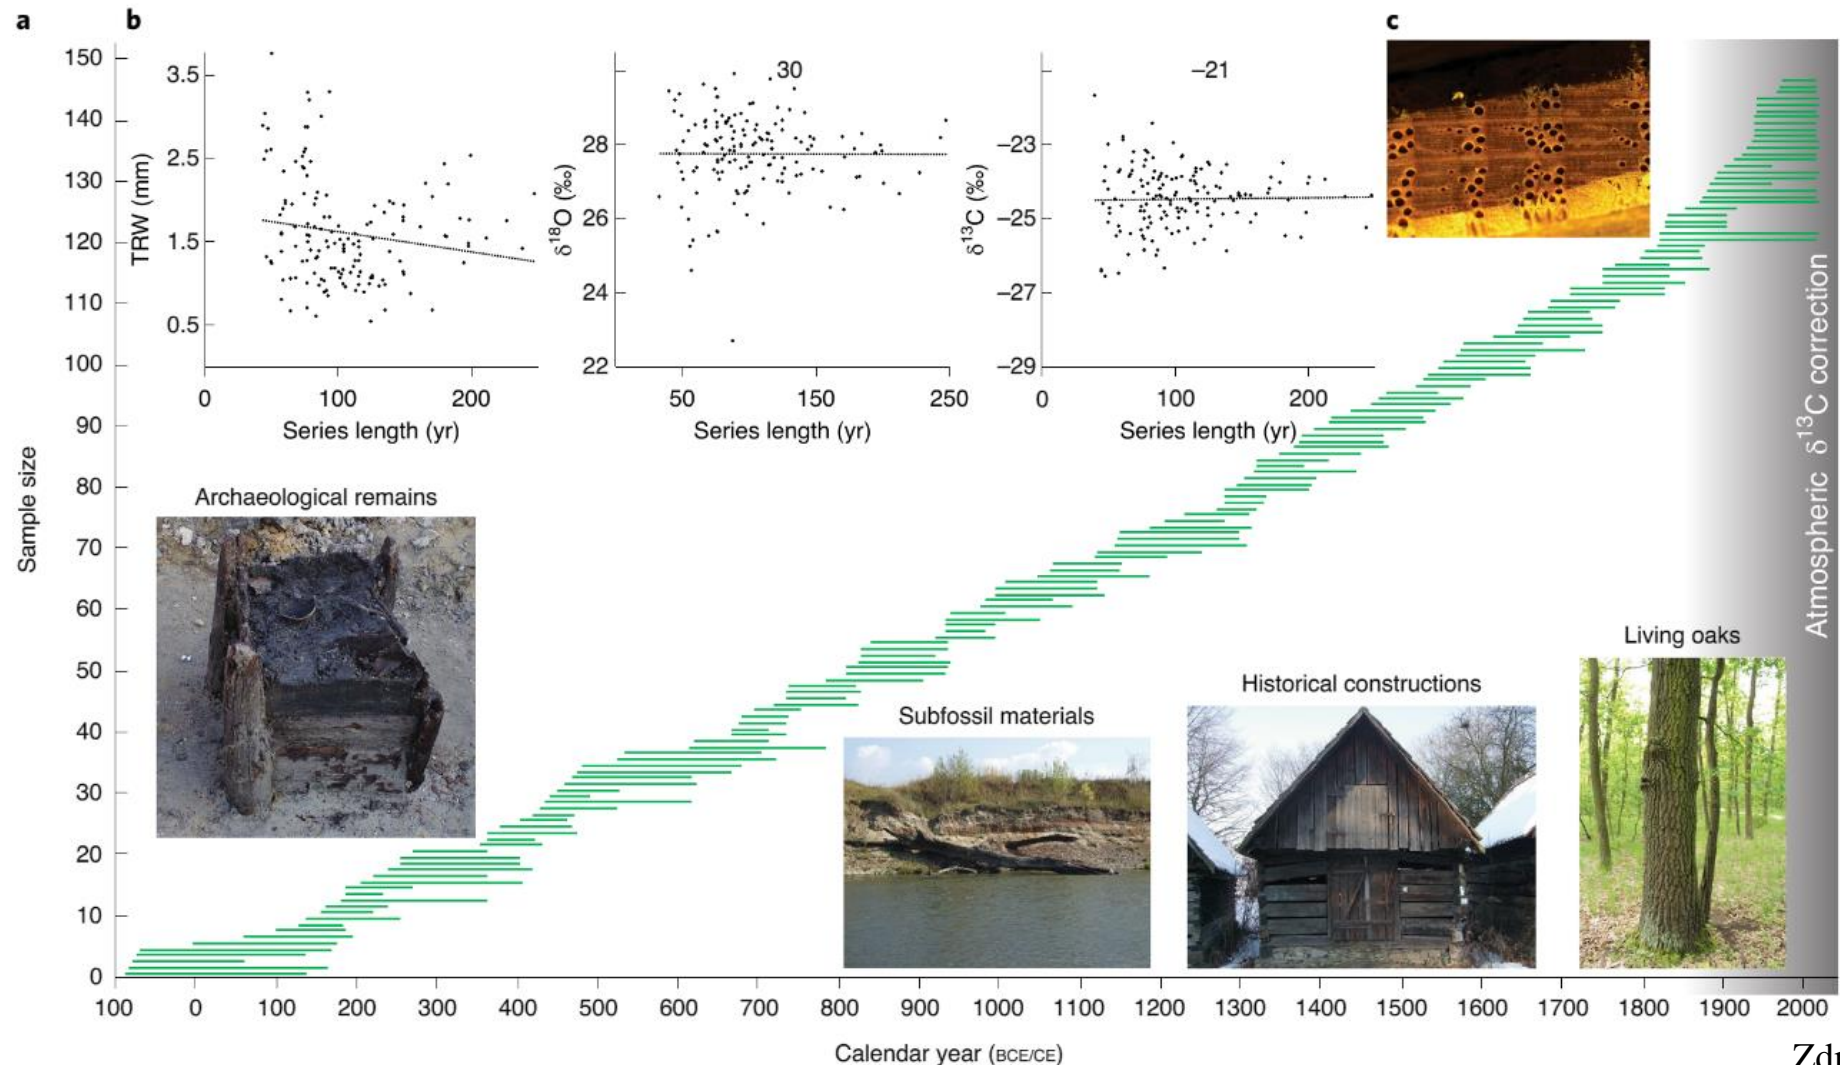 a
b
c
150
140
130
120
110
100
90
80
70
60
50
40
30
20
10
0
Sample size
3.5
2.5
1.5
0.5
TRW (mm)
0 100 200
Series length (yr)
30
28
26
24
22
δ18O (‰)
50 150 250
Series length (yr)
–21
–23
–25
–27
–29
δ13C (‰)
0 100 200
Series length (yr)
Atmospheric δ13C correction
Archaeological remains
Subfossil materials
Historical constructions
Living oaks
100 0 100 200 300 400 500 600 700 800 900 1000 1100 1200 1300 1400 1500 1600 1700 1800 1900 2000
Calendar year (BCE/CE)